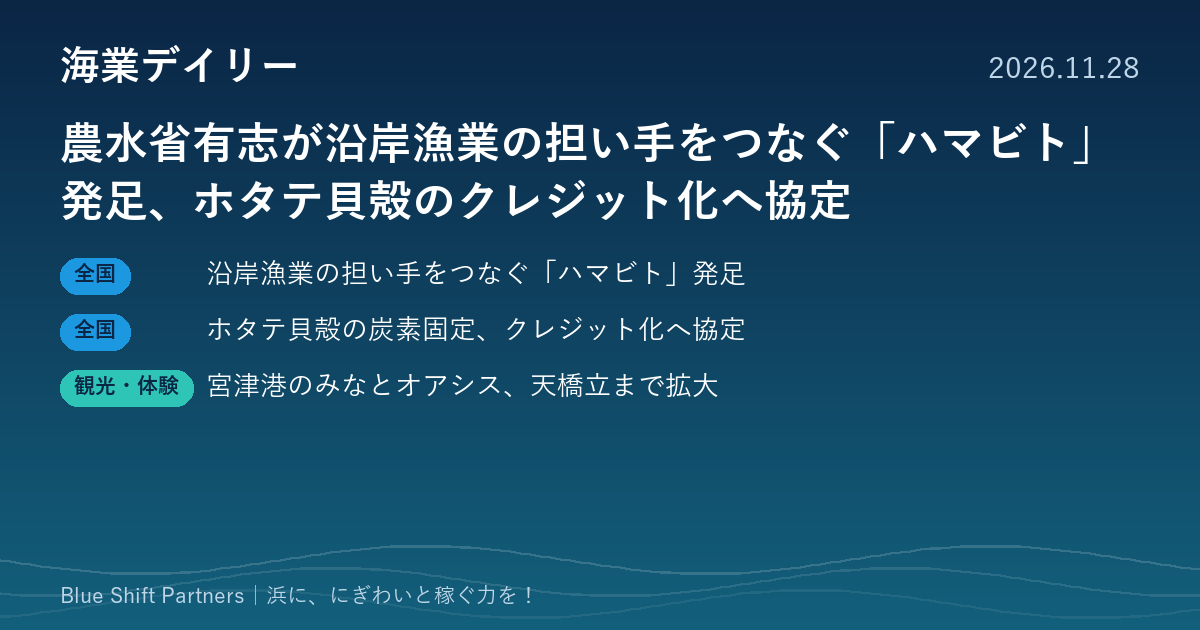 海業デイリー
2026.11.28
農水省有志が沿岸漁業の担い手をつなぐ「ハマビト」
発足、ホタテ貝殻のクレジット化へ協定
全国 沿岸漁業の担い手をつなぐ「ハマビト」発足
全国 ホタテ貝殻の炭素固定、クレジット化へ協定
観光・体験 宮津港のみなとオアシス、天橋立まで拡大
Blue Shift Partners｜浜に、にぎわいと稼ぐ力を！